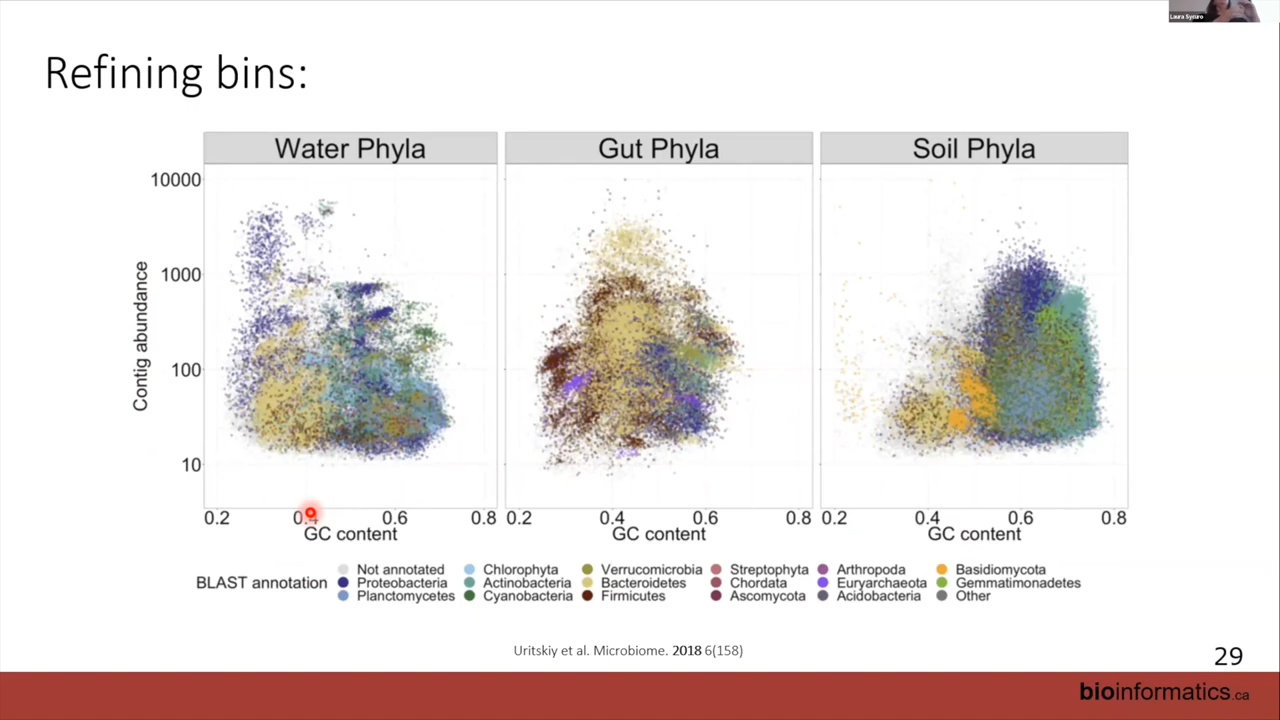 Laura Sycuro
Refining bins:
Water Phyla
Gut Phyla
Soil Phyla
10000
1000
100
10
Contig abundance
0.2 0.4 0.6 0.8
0.2 0.4 0.6 0.8
0.2 0.4 0.6 0.8
GC content
GC content
GC content
BLAST annotation
Not annotated
Proteobacteria
Planctomycetes
Chlorophyta
Actinobacteria
Cyanobacteria
Verrucomicrobia
Bacteroidetes
Firmicutes
Streptophyta
Chordata
Ascomycota
Arthropoda
Euryarchaeota
Acidobacteria
Basidiomycota
Gemmatimonadetes
Other
Uritskiy et al. Microbiome. 2018 6(158)
29
bioinformatics.ca